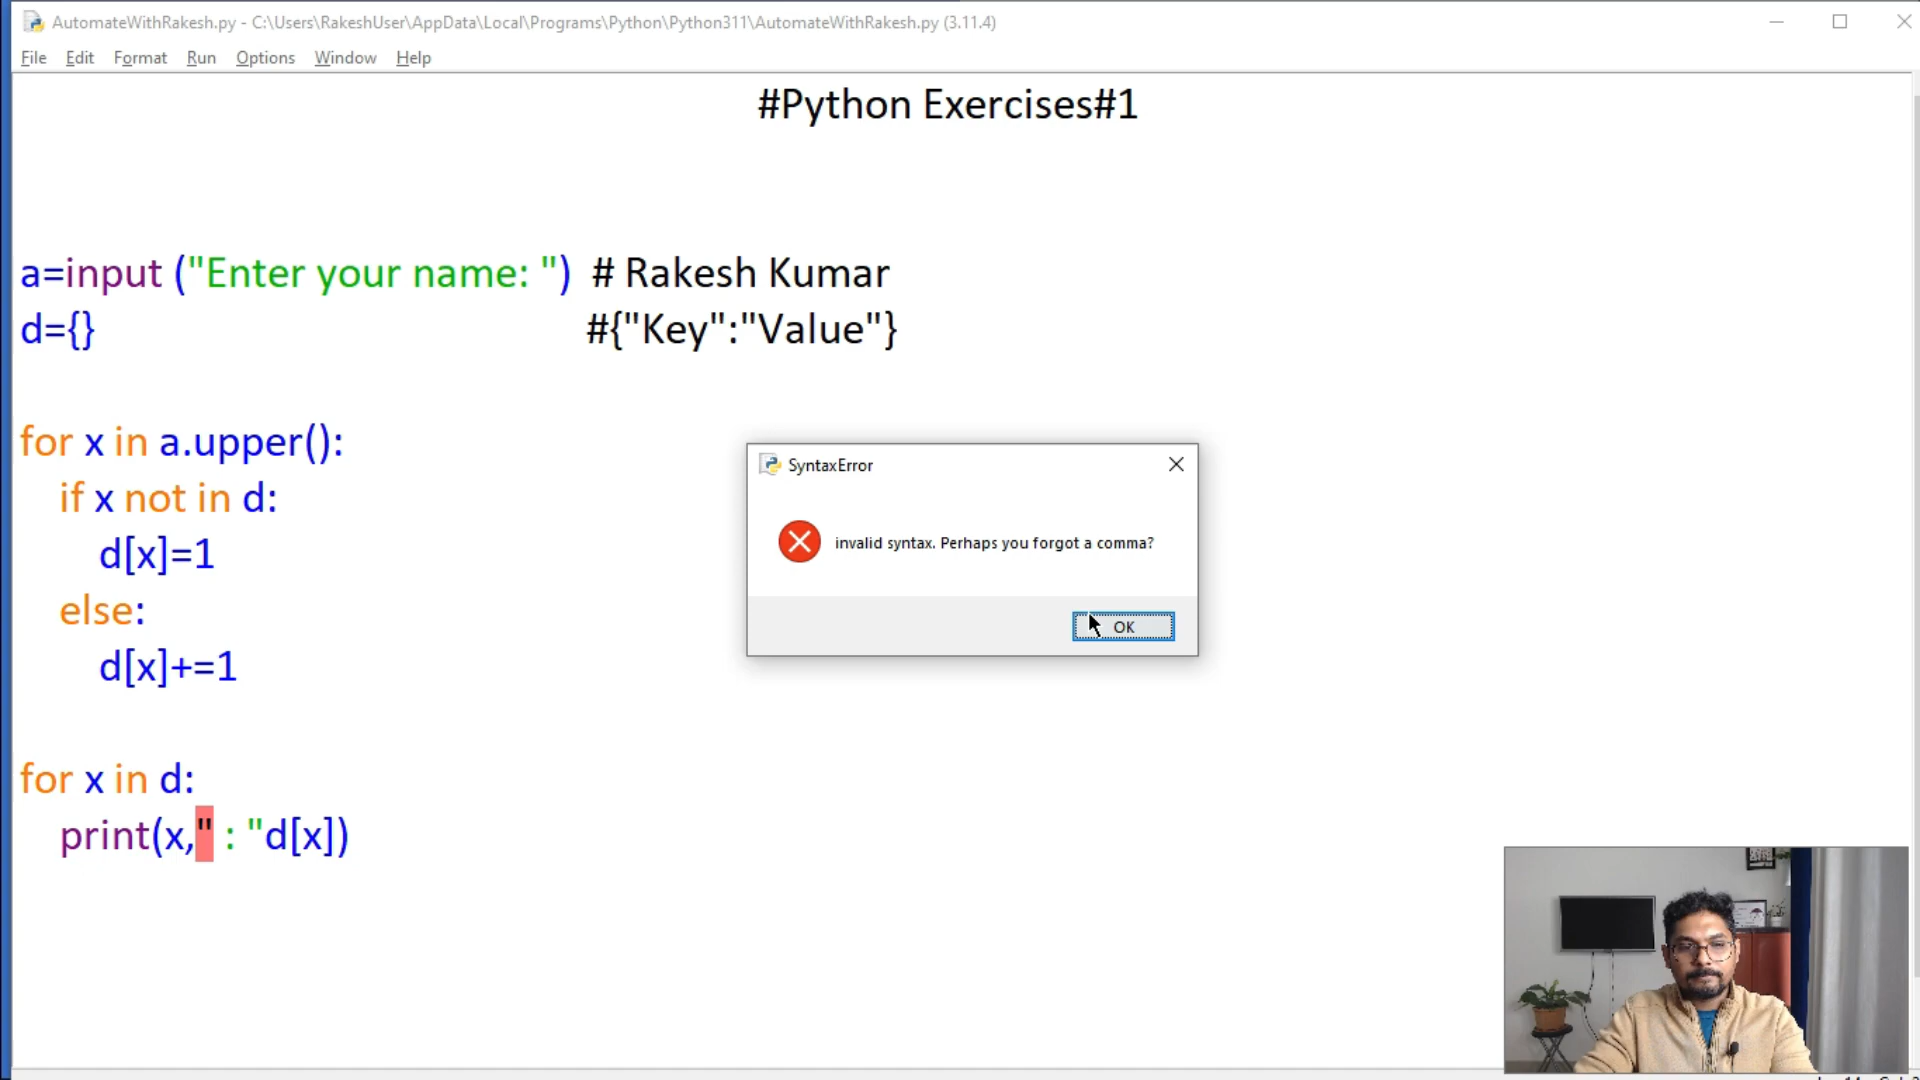 AutomateWithRakesh.py - C:\Users\RakeshUser\AppData\Local\Programs\Python\Python311\AutomateWithRakesh.py (3.11.4)
File Edit Format Run Options Window Help
#Python Exercises#1
a=input ("Enter your name: ") # Rakesh Kumar
d={} #{"Key":"Value"}
for x in a.upper():
if x not in d:
d[x]=1
else:
d[x]+=1
for x in d:
print(x," : "d[x])
SyntaxError
invalid syntax. Perhaps you forgot a comma?
OK